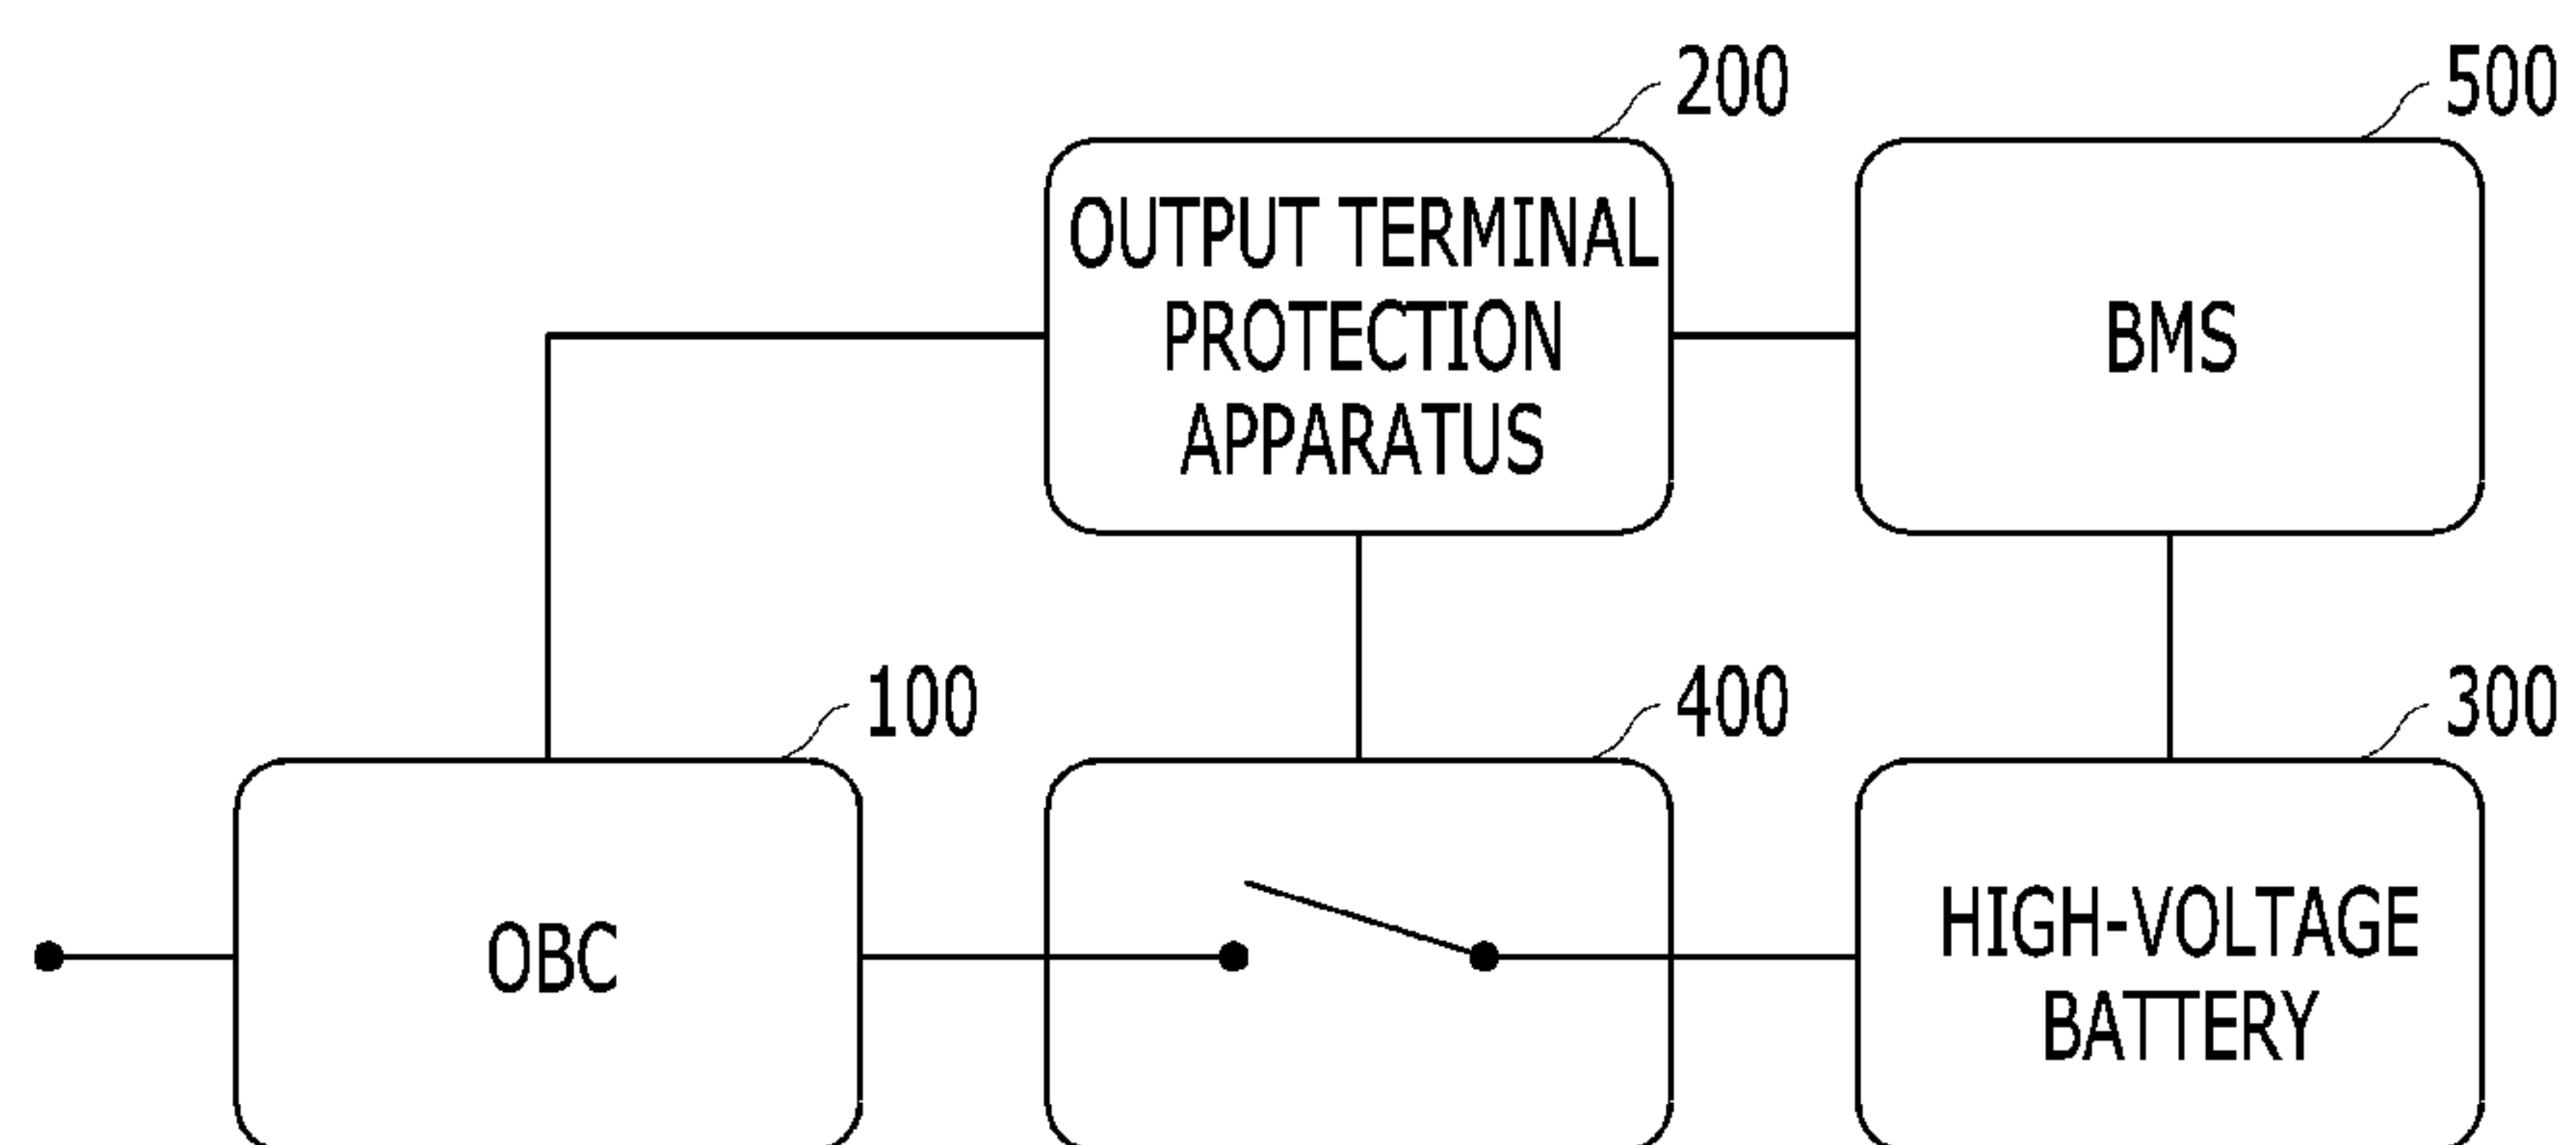 200
500
OUTPUT TERMINAL
PROTECTION
APPARATUS
BMS
100
400
300
OBC
HIGH-VOLTAGE
BATTERY